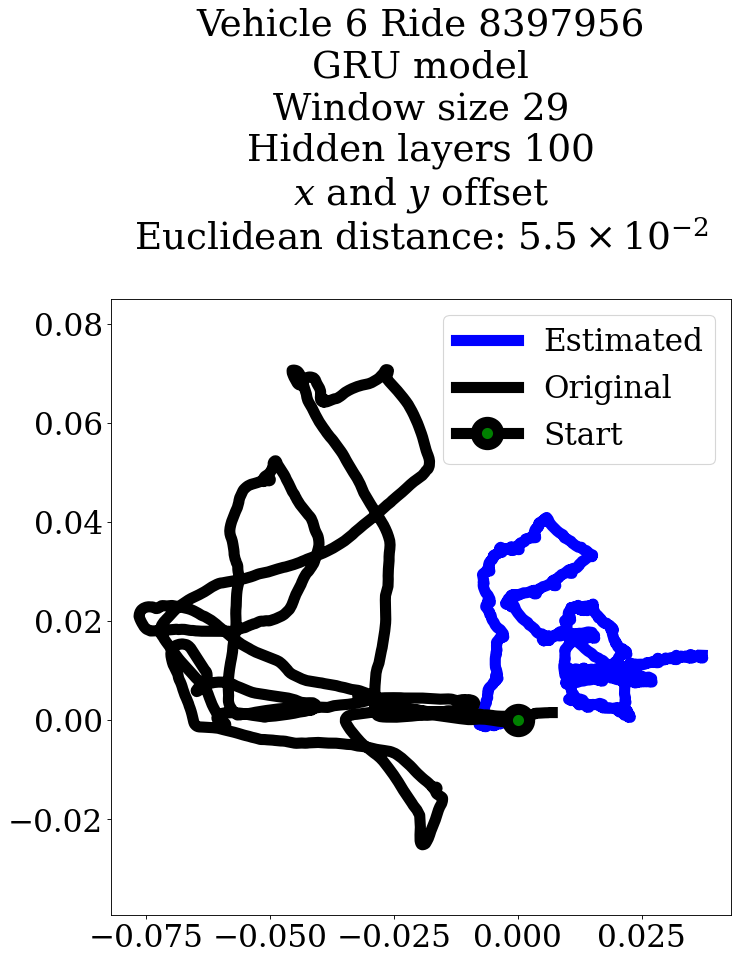 Vehicle 6 Ride 8397956
GRU model
Window size 29
Hidden layers 100
x and y offset
Euclidean distance: 5.5 × 10⁻²
Estimated
Original
Start
0.08
0.06
0.04
0.02
0.00
−0.02
−0.075 −0.050 −0.025 0.000 0.025